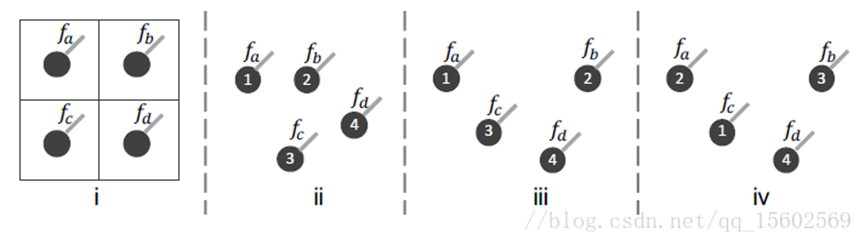 fa fb fa fb fa fb fa fb
1 2 1 2 2 3
fc fd fc fd fc fd fc fd
3 4 3 4 1 4
i ii iii iv
//blog.csdn.net/qq_15602569